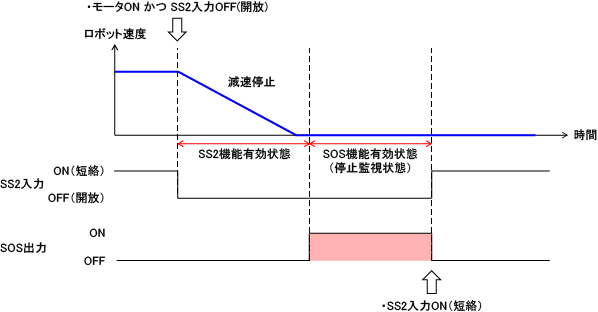 ・モータON かつ SS2入力OFF(開放)
ロボット速度
減速停止
時間
SS2機能有効状態
SOS機能有効状態
(停止監視状態)
ON(短絡)
SS2入力
OFF(開放)
ON
SOS出力
OFF
・SS2入力ON(短絡)